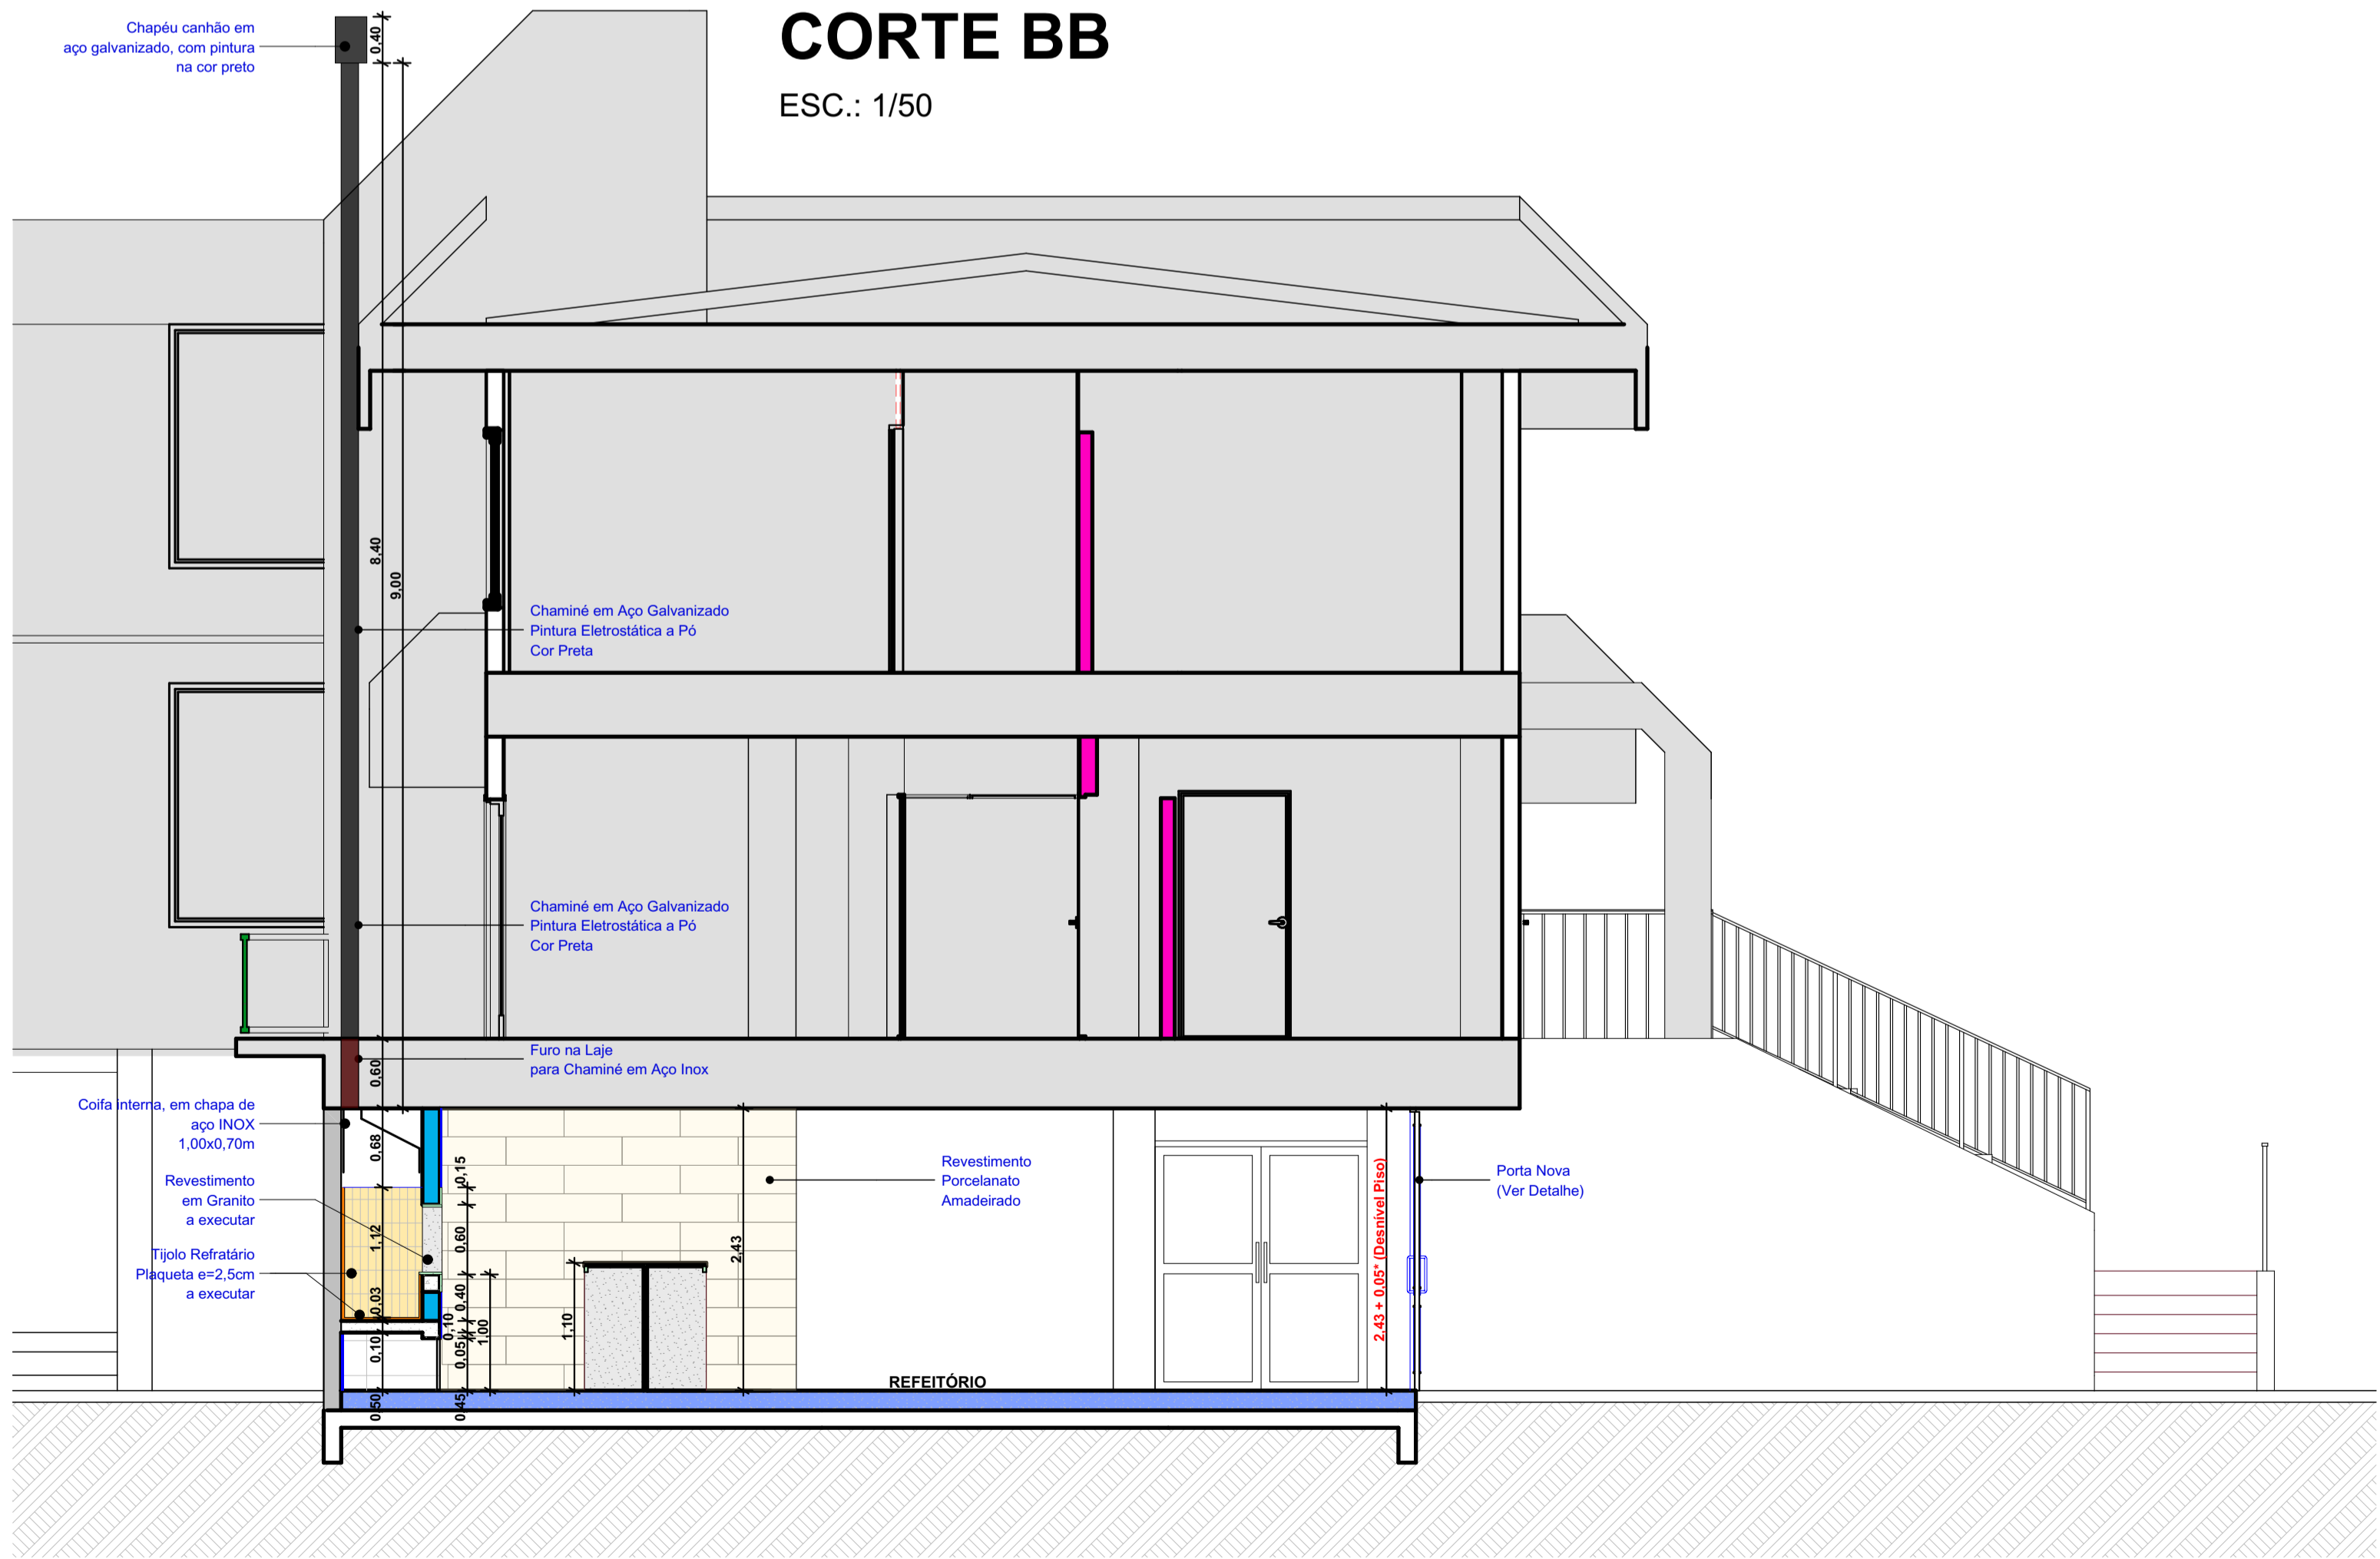 CORTE BB
ESC.: 1/50
Chapéu canhão em
aço galvanizado, com pintura
na cor preto
0,40
8,40
9,00
Chaminé em Aço Galvanizado
Pintura Eletrostática a Pó
Cor Preta
Chaminé em Aço Galvanizado
Pintura Eletrostática a Pó
Cor Preta
Furo na Laje
para Chaminé em Aço Inox
0,60
Coifa interna, em chapa de
aço INOX
1,00x0,70m
0,68
Revestimento
em Granito
a executar
0,15
1,12
0,60
Tijolo Refratário
Plaqueta e=2,5cm
a executar
0,03
0,40
0,10
0,10
0,05
1,00
0,50
0,45
1,10
2,43
Revestimento
Porcelanato
Amadeirado
REFEITÓRIO
2,43 + 0,05* (Desnível Piso)
Porta Nova
(Ver Detalhe)